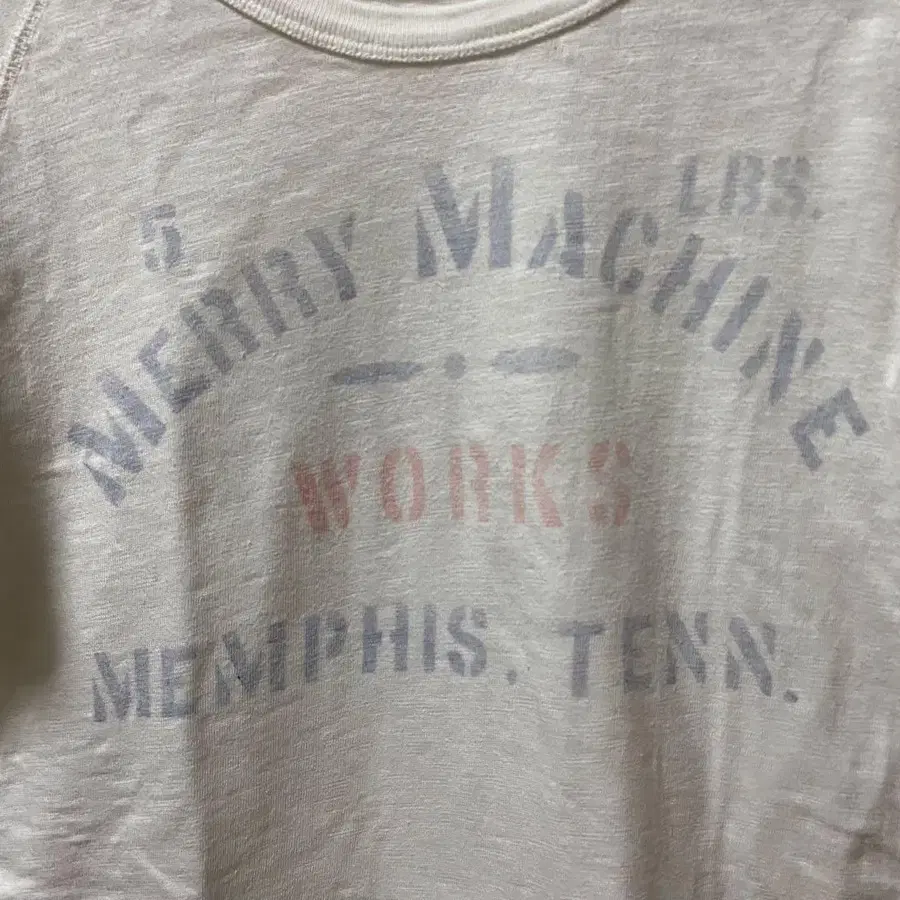 5 LBS.
MERRY MACHINE
WORKS
MEMPHIS, TENN.